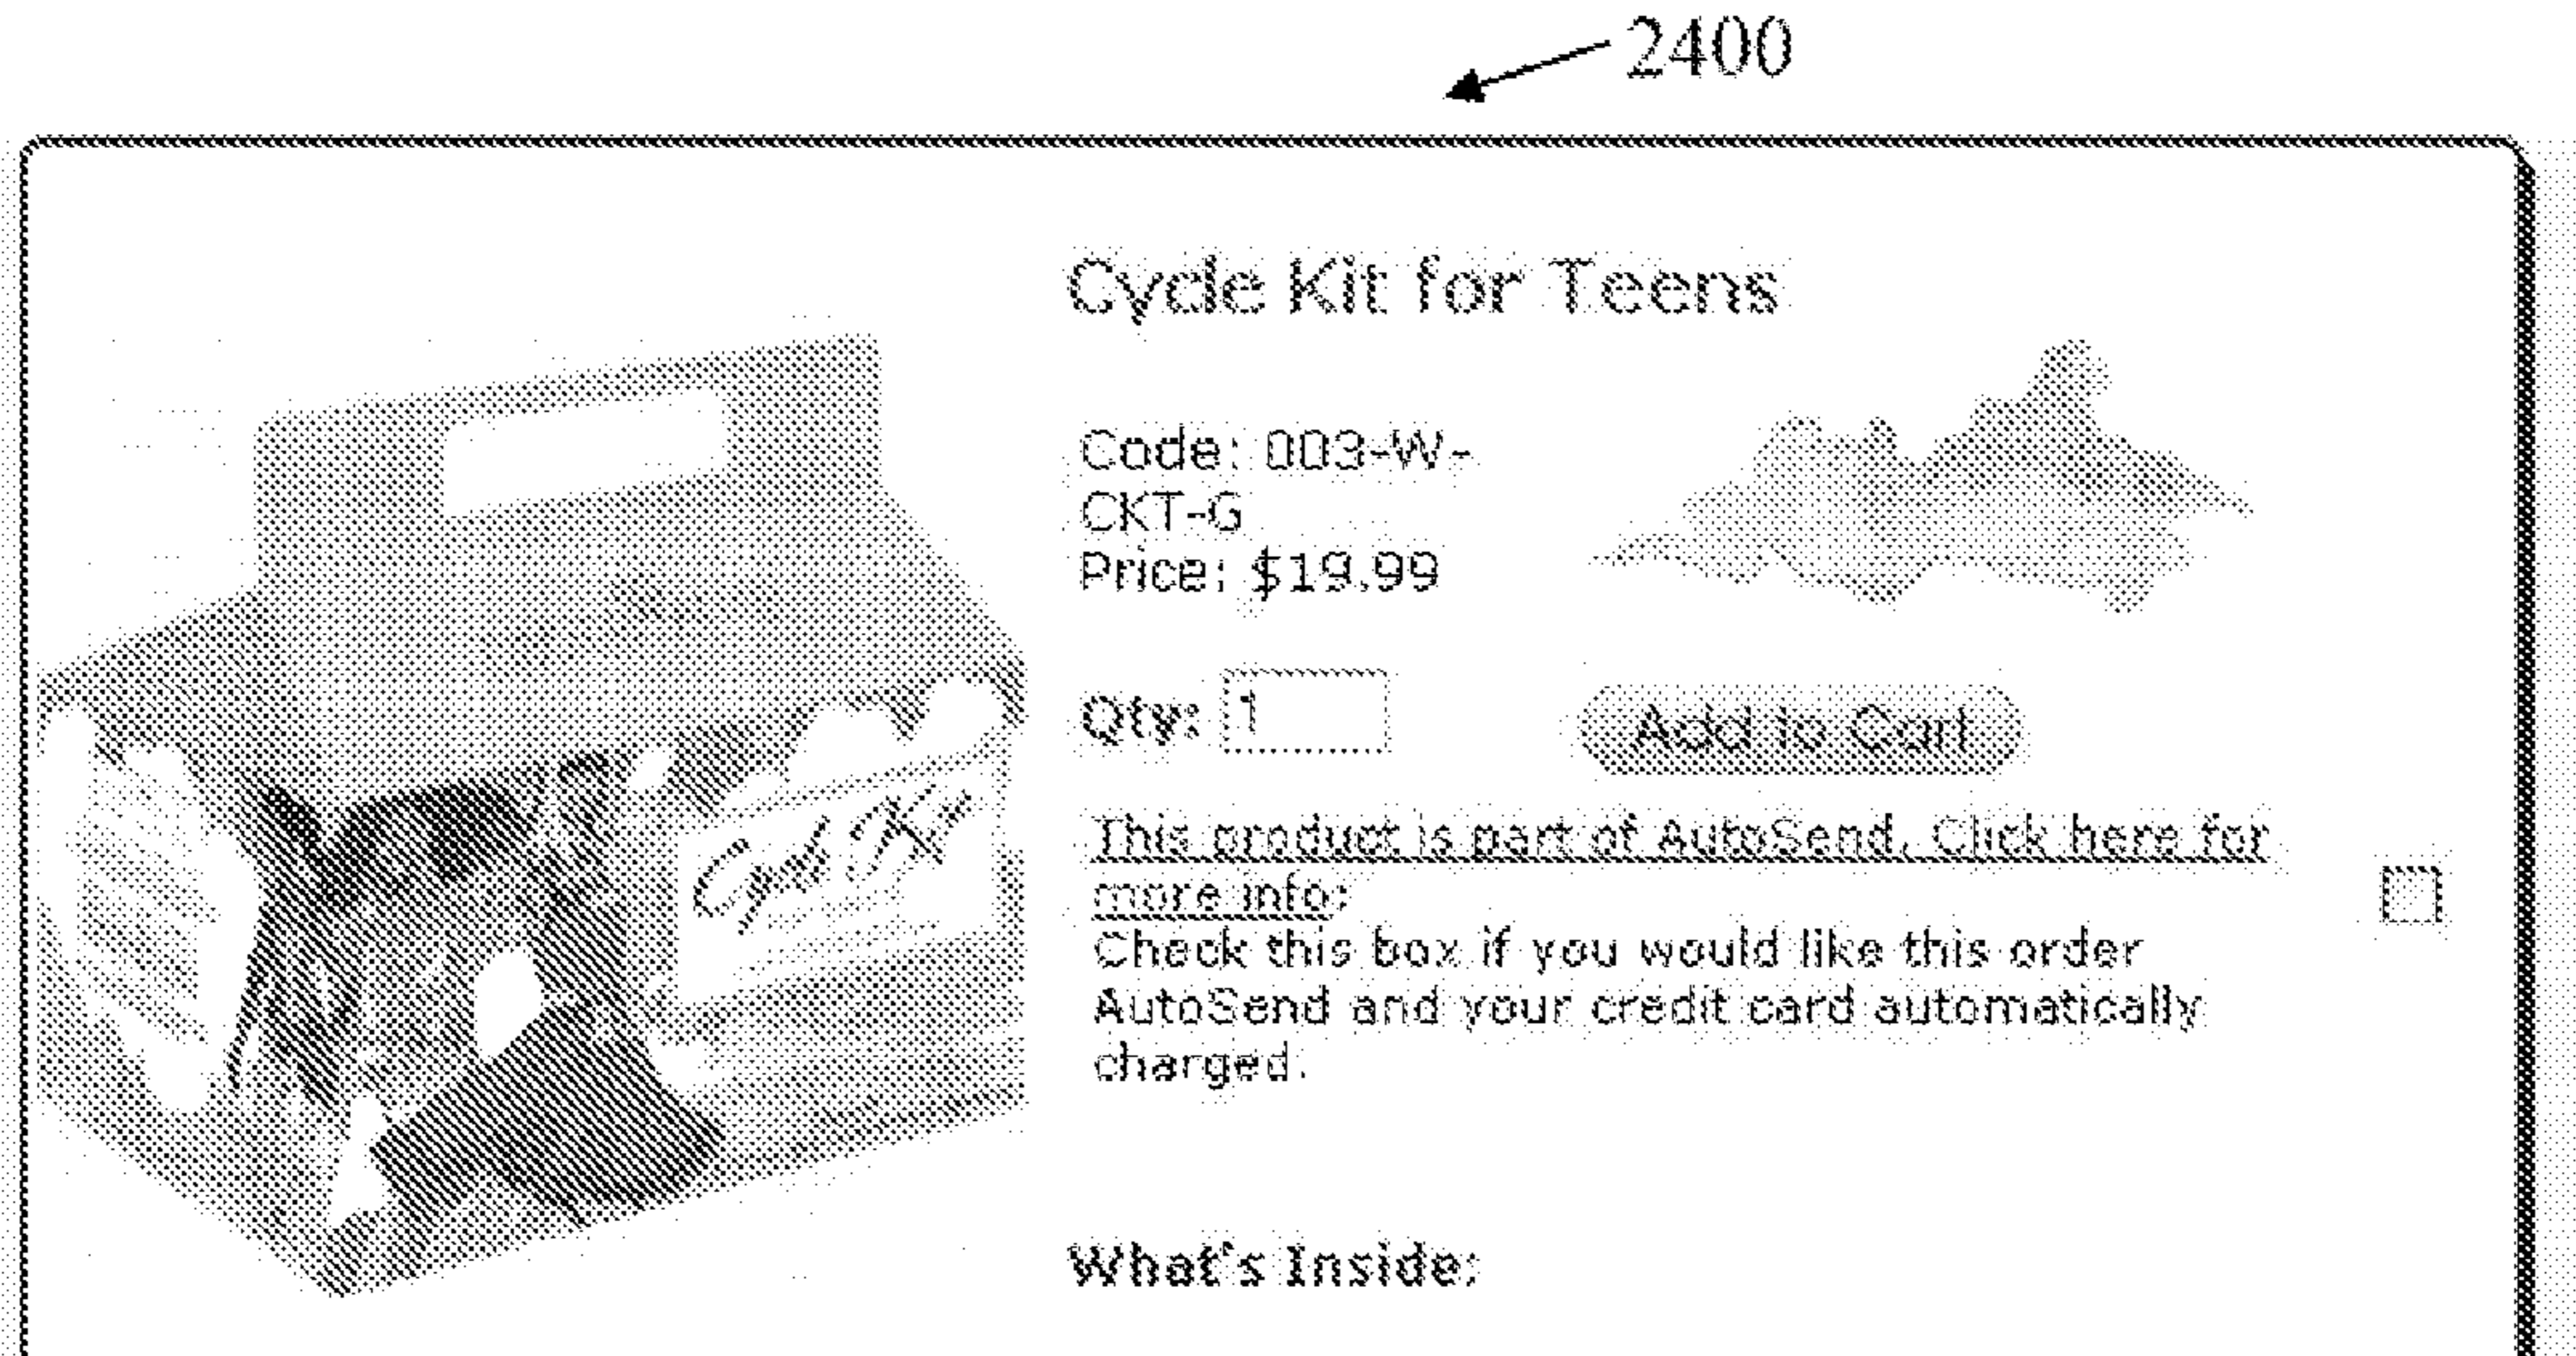 2400
Cycle Kit for Teens
Code: 003-W-
CKT-G
Price: $19.99
Qty: 1
Add to Cart
Cycle Kit
This product is part of AutoSend. Click here for
more info:
Check this box if you would like this order
AutoSend and your credit card automatically
charged.
What's Inside: